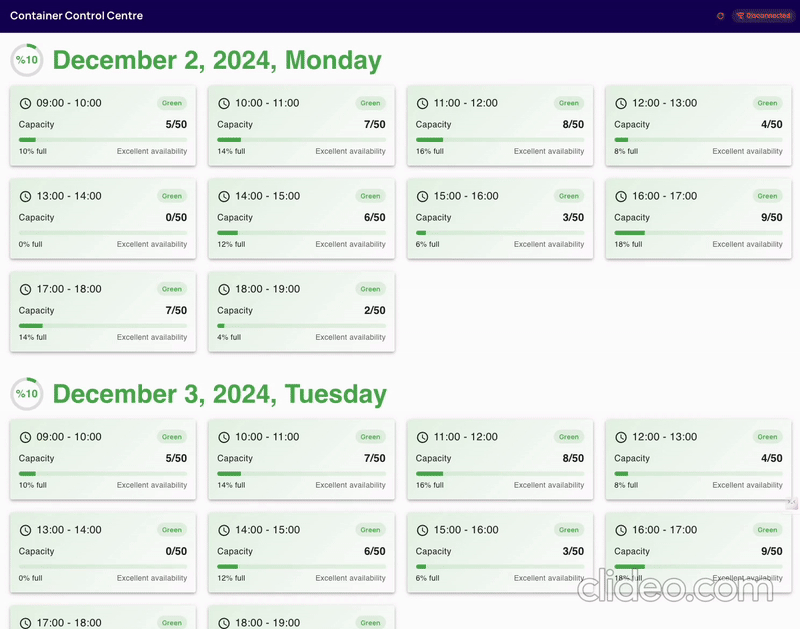 Container Control Centre
Disconnected
%10 December 2, 2024, Monday
09:00 - 10:00 Green
Capacity 5/50
10% full Excellent availability
10:00 - 11:00 Green
Capacity 7/50
14% full Excellent availability
11:00 - 12:00 Green
Capacity 8/50
16% full Excellent availability
12:00 - 13:00 Green
Capacity 4/50
8% full Excellent availability
13:00 - 14:00 Green
Capacity 0/50
0% full Excellent availability
14:00 - 15:00 Green
Capacity 6/50
12% full Excellent availability
15:00 - 16:00 Green
Capacity 3/50
6% full Excellent availability
16:00 - 17:00 Green
Capacity 9/50
18% full Excellent availability
17:00 - 18:00 Green
Capacity 7/50
14% full Excellent availability
18:00 - 19:00 Green
Capacity 2/50
4% full Excellent availability
%10 December 3, 2024, Tuesday
09:00 - 10:00 Green
Capacity 5/50
10% full Excellent availability
10:00 - 11:00 Green
Capacity 7/50
14% full Excellent availability
11:00 - 12:00 Green
Capacity 8/50
16% full Excellent availability
12:00 - 13:00 Green
Capacity 4/50
8% full Excellent availability
13:00 - 14:00 Green
Capacity 0/50
0% full Excellent availability
14:00 - 15:00 Green
Capacity 6/50
12% full Excellent availability
15:00 - 16:00 Green
Capacity 3/50
6% full Excellent availability
16:00 - 17:00 Green
Capacity 9/50
18% full Excellent availability
17:00 - 18:00 Green
18:00 - 19:00 Green
clideo.com